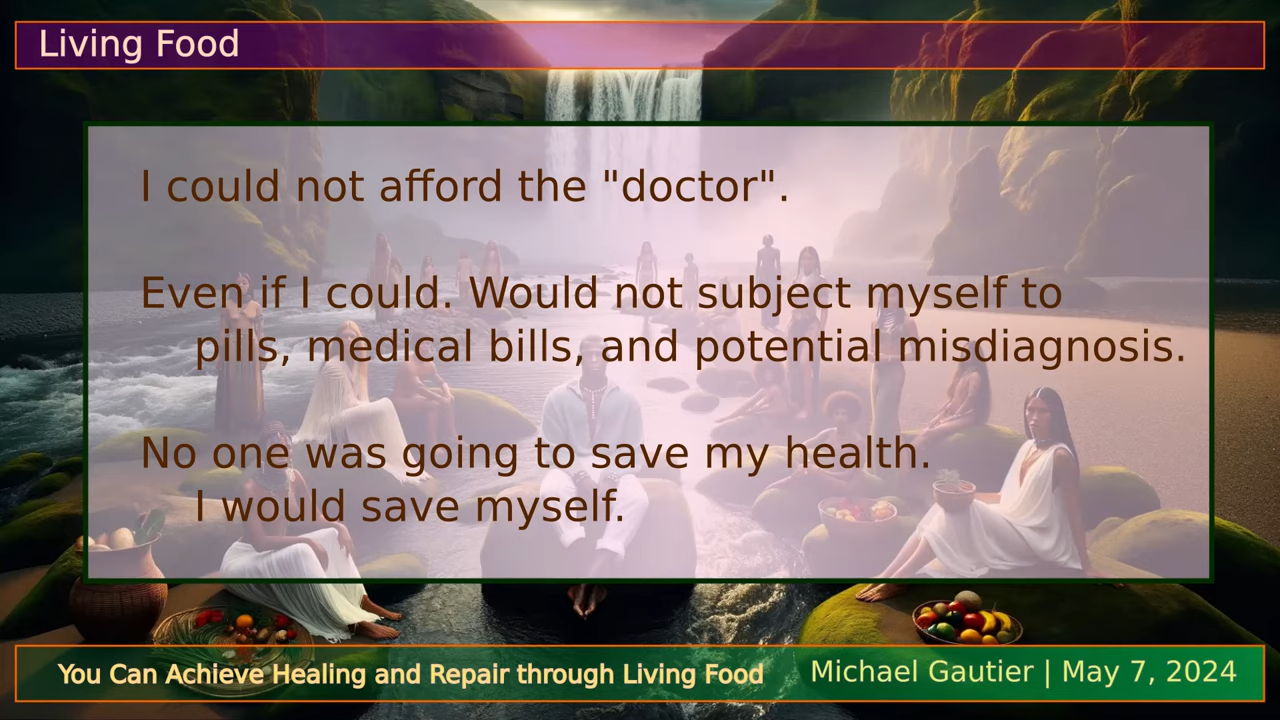 Living Food
I could not afford the "doctor".
Even if I could. Would not subject myself to
pills, medical bills, and potential misdiagnosis.
No one was going to save my health.
I would save myself.
You Can Achieve Healing and Repair through Living Food
Michael Gautier | May 7, 2024